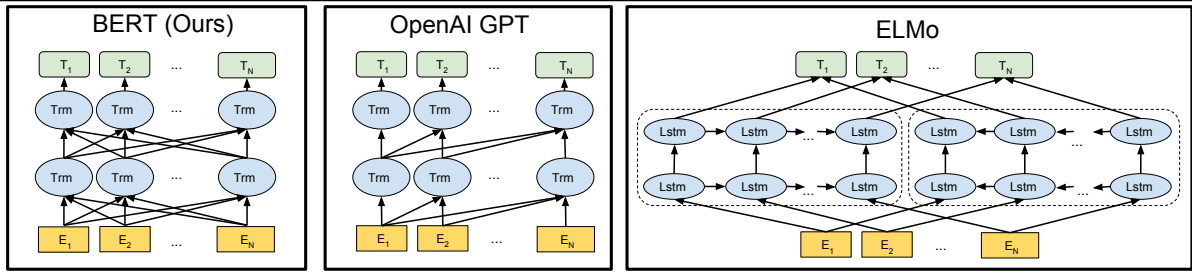 BERT (Ours)
T1 T2 ... TN
Trm Trm ... Trm
Trm Trm ... Trm
E1 E2 ... EN
OpenAI GPT
T1 T2 ... TN
Trm Trm ... Trm
Trm Trm ... Trm
E1 E2 ... EN
ELMo
T1 T2 ... TN
Lstm Lstm ... Lstm Lstm Lstm ... Lstm
Lstm Lstm ... Lstm Lstm Lstm ... Lstm
E1 E2 ... EN